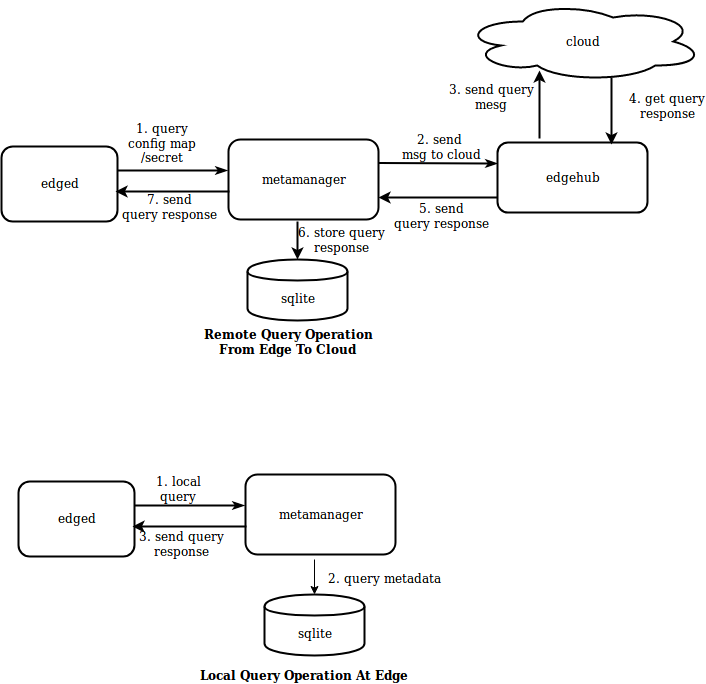 cloud
3. send query
mesg
4. get query
response
1. query
config map
/secret
2. send
msg to cloud
edged
metamanager
edgehub
7. send
query response
5. send
query response
6. store query
response
sqlite
Remote Query Operation
From Edge To Cloud
1. local
query
edged
metamanager
3. send query
response
2. query metadata
sqlite
Local Query Operation At Edge